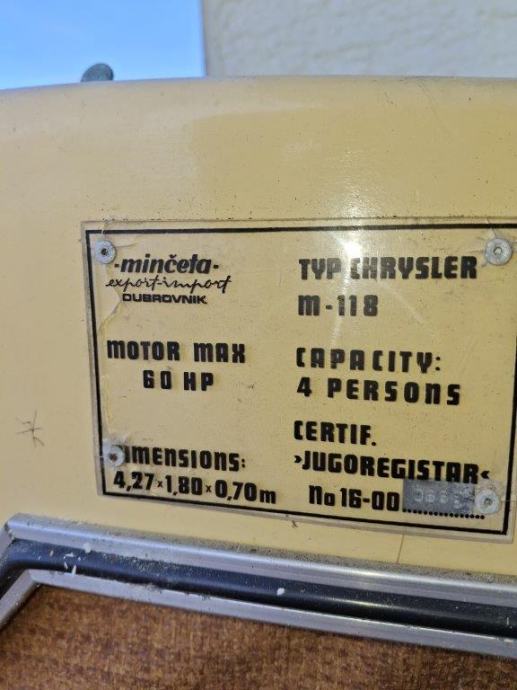 -minčeta-
export-import
DUBROVNIK
MOTOR MAX
60 HP
DIMENSIONS:
4,27×1,80×0,70m
TYP CHRYSLER
M-118
CAPACITY:
4 PERSONS
CERTIF.
›JUGOREGISTAR‹
No 16-00